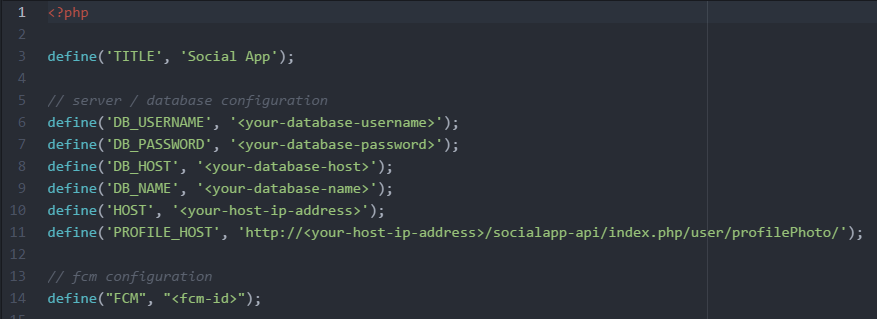 1 <?php
2
3 define('TITLE', 'Social App');
4
5 // server / database configuration
6 define('DB_USERNAME', '<your-database-username>');
7 define('DB_PASSWORD', '<your-database-password>');
8 define('DB_HOST', '<your-database-host>');
9 define('DB_NAME', '<your-database-name>');
10 define('HOST', '<your-host-ip-address>');
11 define('PROFILE_HOST', 'http://<your-host-ip-address>/socialapp-api/index.php/user/profilePhoto/');
12
13 // fcm configuration
14 define("FCM", "<fcm-id>");
15